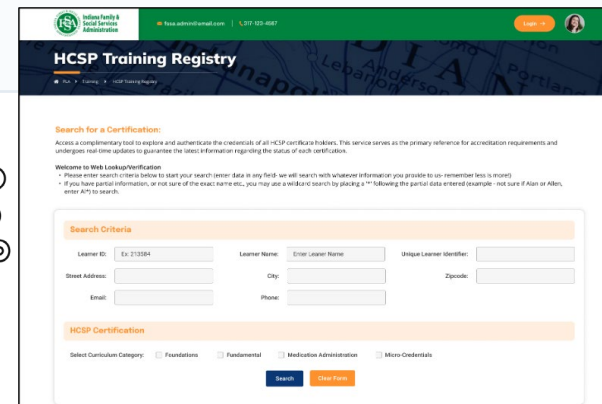 Indiana Family &
Social Services
Administration
fssa.admin@email.com | 317-123-4567
Login →
HCSP Training Registry
FSSA > Training > HCSP Training Registry
Search for a Certification:
Access a complimentary tool to explore and authenticate the credentials of all HCSP certificate holders. This service serves as the primary reference for accreditation requirements and
undergoes real-time updates to guarantee the latest information regarding the status of each certification.
Welcome to Web Lookup/Verification
• Please enter search criteria below to start your search (enter data in any field- we will search with whatever information you provide to us- remember less is more!)
• If you have partial information, or not sure of the exact name etc., you may use a wildcard search by placing a '*' following the partial data entered (example - not sure if Alan or Allen,
enter Al*) to search.
Search Criteria
Learner ID: Ex: 213584 Learner Name: Enter Leaner Name Unique Learner Identifier:
Street Address: City: Zipcode:
Email: Phone:
HCSP Certification
Select Curriculum Category: Foundations Fundamental Medication Administration Micro-Credentials
Search Clear Form